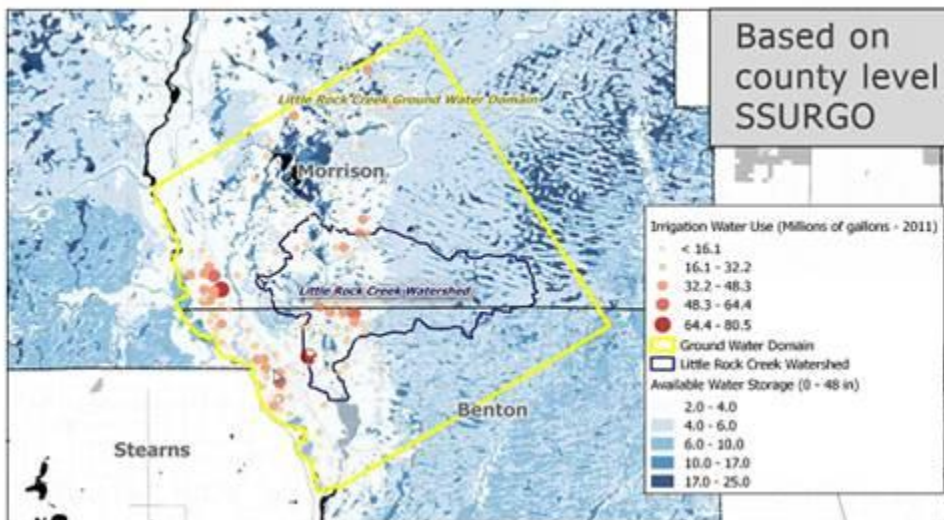 Based on
county level
SSURGO
Little Rock Creek Ground Water Domain
Morrison
Little Rock Creek Watershed
Benton
Stearns
Irrigation Water Use (Millions of gallons - 2011)
< 16.1
16.1 - 32.2
32.2 - 48.3
48.3 - 64.4
64.4 - 80.5
Ground Water Domain
Little Rock Creek Watershed
Available Water Storage (0 - 48 in)
2.0 - 4.0
4.0 - 6.0
6.0 - 10.0
10.0 - 17.0
17.0 - 25.0